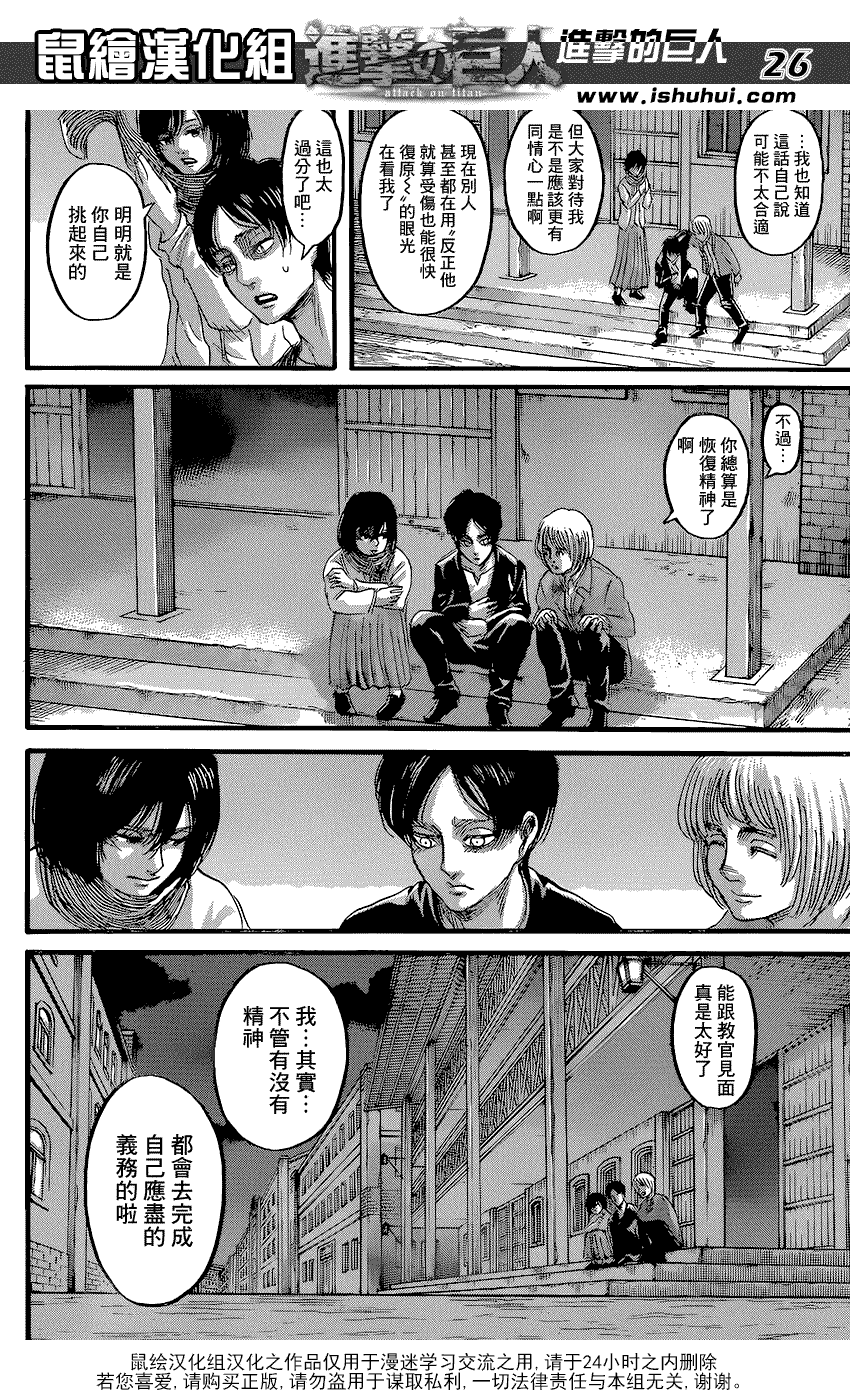 鼠繪漢化組
進撃の巨人
attack on titan
進擊的巨人
www.ishuhui.com
26
…我也知道
這話自己說
可能不太合適
但大家對待我
是不是應該更有
同情心一點啊
現在別人
甚至都在用〝反正他
就算受傷也能很快
復原〞的眼光
在看我了
這也太
過分了吧…
明明就是
你自己
挑起來的
不過…
你總算是
恢復精神了
啊
能跟教官見面
真是太好了
我…其實…
不管有沒有
精神
都會去完成
自己應盡的
義務的啦
鼠绘汉化组汉化之作品仅用于漫迷学习交流之用, 请于24小时之内删除
若您喜爱, 请购买正版, 请勿盗用于谋取私利, 一切法律责任与本组无关, 谢谢。